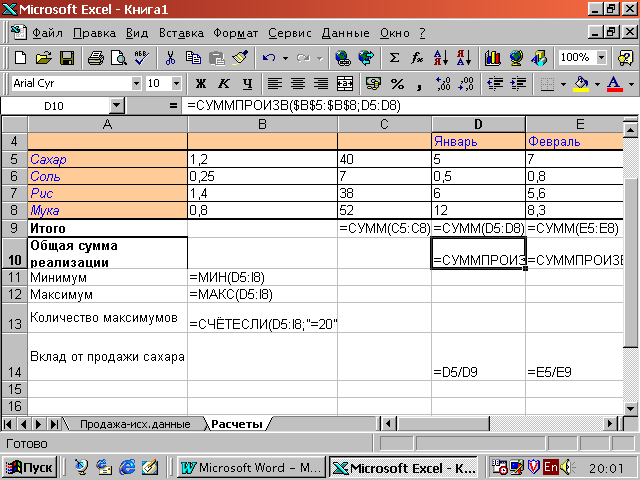 Microsoft Excel - Книга1
Файл Правка Вид Вставка Формат Сервис Данные Окно ?
100%
Arial Cyr 10 Ж К Ч % ,
D10 = =СУММПРОИЗВ($B$5:$B$8;D5:D8)
A B C D E
4 Январь Февраль
5 Сахар 1,2 40 5 7
6 Соль 0,25 7 0,5 0,8
7 Рис 1,4 38 6 5,6
8 Мука 0,8 52 12 8,3
9 Итого =СУММ(C5:C8) =СУММ(D5:D8) =СУММ(E5:E8)
Общая сумма
10 реализации =СУММПРОИЗ =СУММПРОИЗВ
11 Минимум =МИН(D5:I8)
12 Максимум =МАКС(D5:I8)
13 Количество максимумов =СЧЁТЕСЛИ(D5:I8;"=20"
Вклад от продажи сахара
14 =D5/D9 =E5/E9
15
16
Продажа-исх.данные Расчеты
Готово
Пуск Microsoft Word – М... Microsoft Excel - К... En 20:01